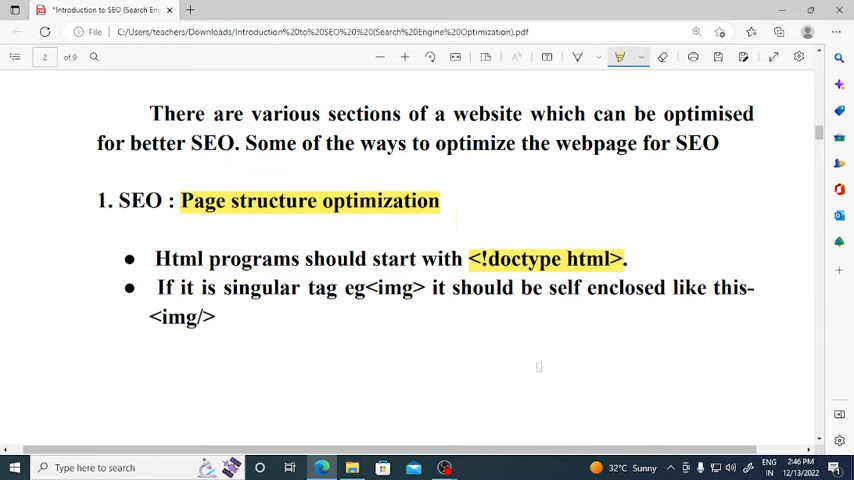 *Introduction to SEO (Search Eng
File
C:/Users/teachers/Downloads/Introduction%20to%20SEO%20%20(Search%20Engine%20Optimization).pdf
2 of 9
There are various sections of a website which can be optimised
for better SEO. Some of the ways to optimize the webpage for SEO
1. SEO : Page structure optimization
● Html programs should start with <!doctype html>.
● If it is singular tag eg<img> it should be self enclosed like this-
<img/>
Type here to search
32°C Sunny
ENG
IN
2:46 PM
12/13/2022